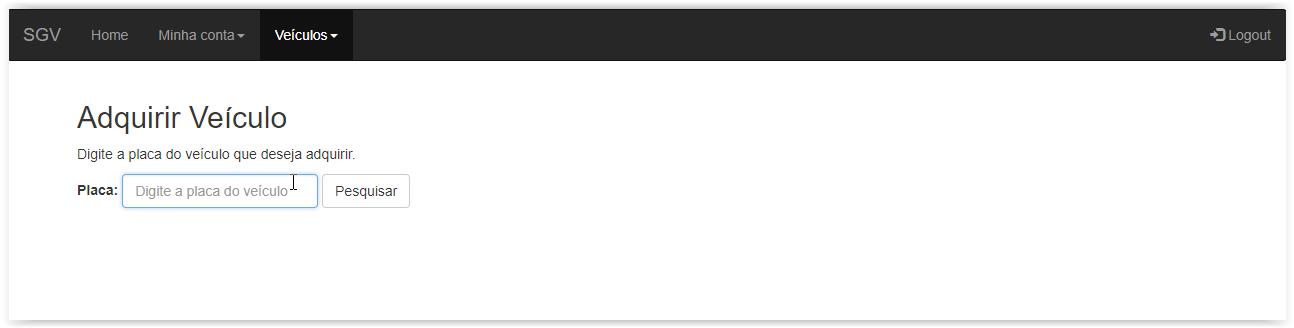 SGV Home Minha conta Veículos Logout
Adquirir Veículo
Digite a placa do veículo que deseja adquirir.
Placa: Digite a placa do veículo Pesquisar